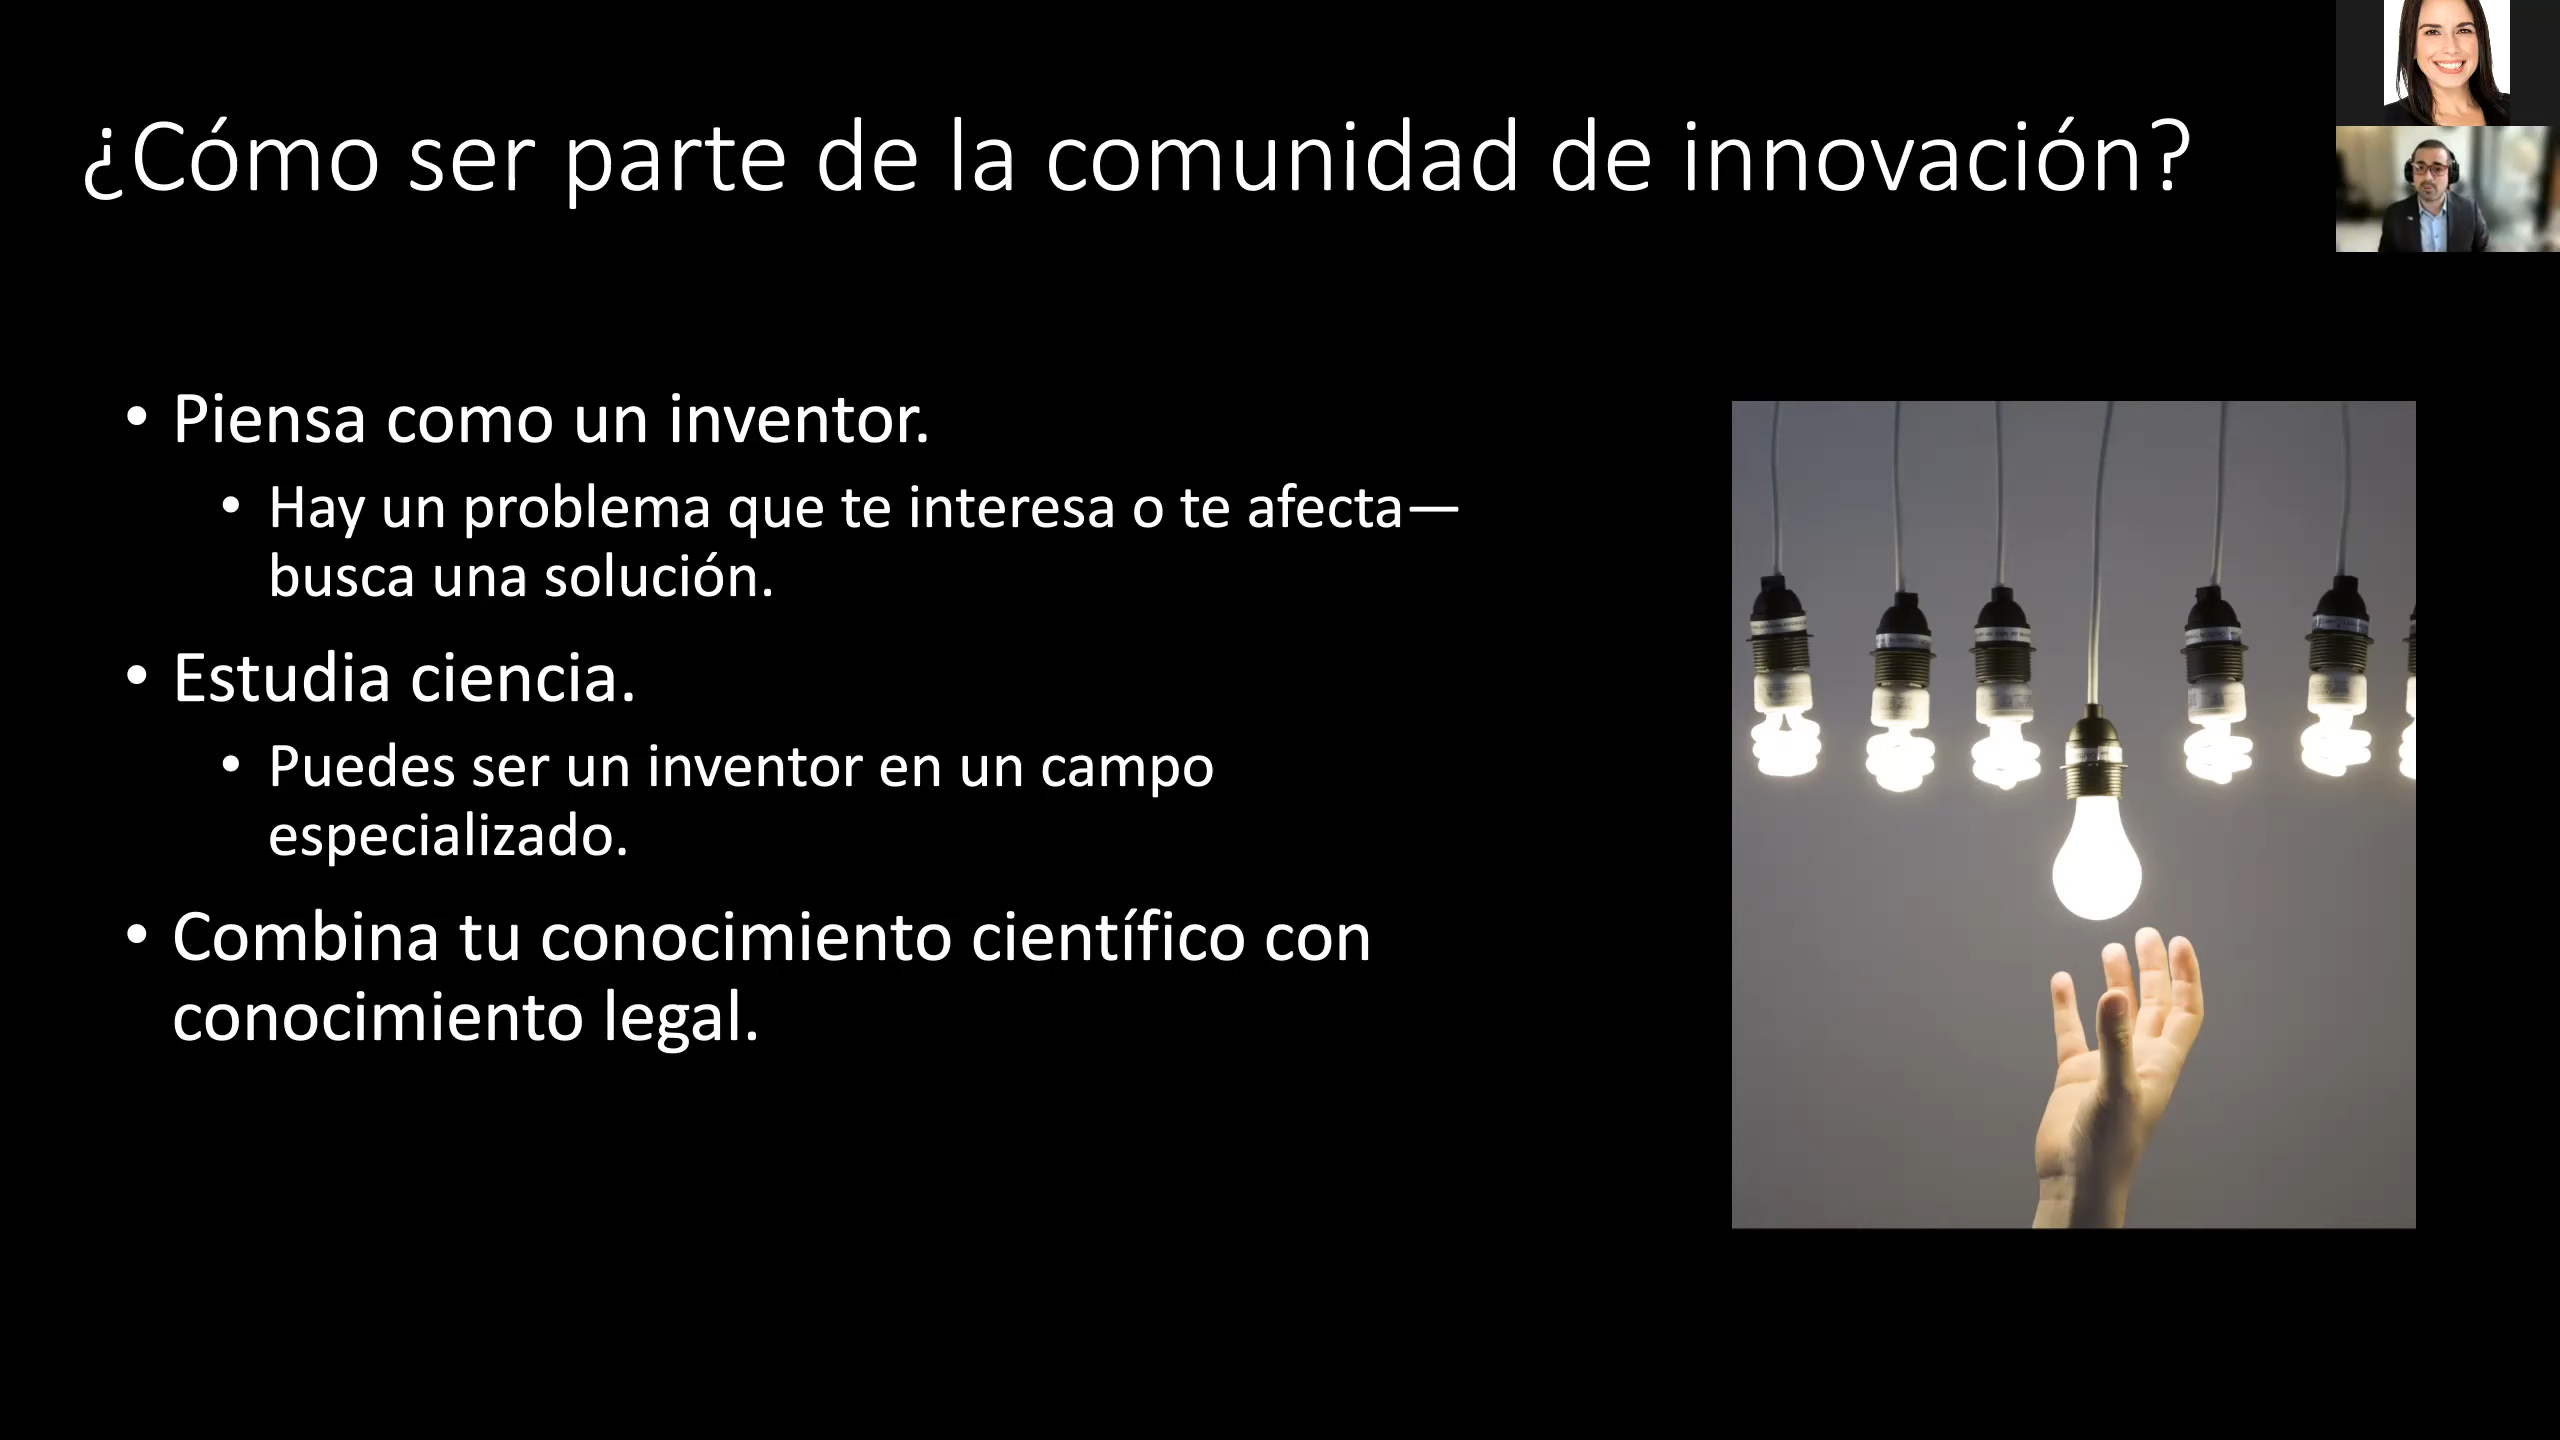 ¿Cómo ser parte de la comunidad de innovación?
• Piensa como un inventor.
• Hay un problema que te interesa o te afecta—
busca una solución.
• Estudia ciencia.
• Puedes ser un inventor en un campo
especializado.
• Combina tu conocimiento científico con
conocimiento legal.